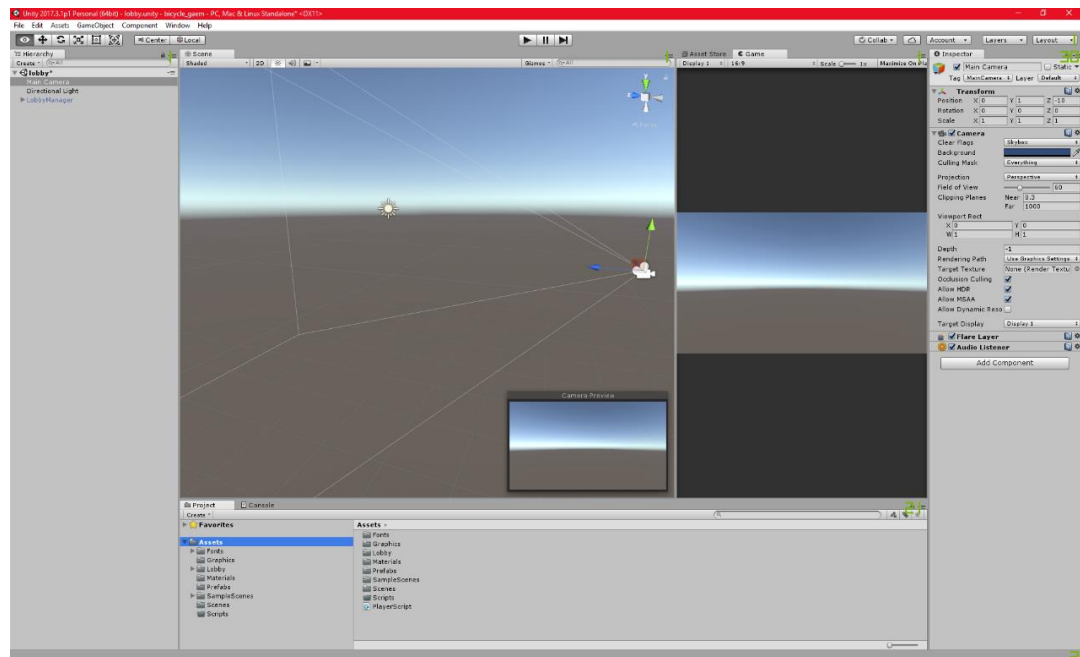 Unity 2017.3.1p1 Personal (64bit) - lobby.unity - bicycle_gaem - PC, Mac & Linux Standalone* <DX11>
File Edit Assets GameObject Component Window Help
Center Local Collab Account Layers Layout
Hierarchy
Create All
lobby*
Main Camera
Directional Light
LobbyManager
Scene
Shaded 2D Gizmos All
y
Persp
Camera Preview
Asset Store Game
Display 1 16:9 Scale 1x Maximize On
Inspector
Main Camera Static
Tag MainCamera Layer Default
Transform
Position X 0 Y 1 Z -10
Rotation X 0 Y 0 Z 0
Scale X 1 Y 1 Z 1
Camera
Clear Flags Skybox
Background
Culling Mask Everything
Projection Perspective
Field of View 60
Clipping Planes Near 0.3
Far 1000
Viewport Rect
X 0 Y 0
W 1 H 1
Depth -1
Rendering Path Use Graphics Settings
Target Texture None (Render Textu
Occlusion Culling
Allow HDR
Allow MSAA
Allow Dynamic Reso
Target Display Display 1
Flare Layer
Audio Listener
Add Component
Project Console
Create
Favorites
Assets
Fonts
Graphics
Lobby
Materials
Prefabs
SampleScenes
Scenes
Scripts
Assets
Fonts
Graphics
Lobby
Materials
Prefabs
SampleScenes
Scenes
Scripts
PlayerScript